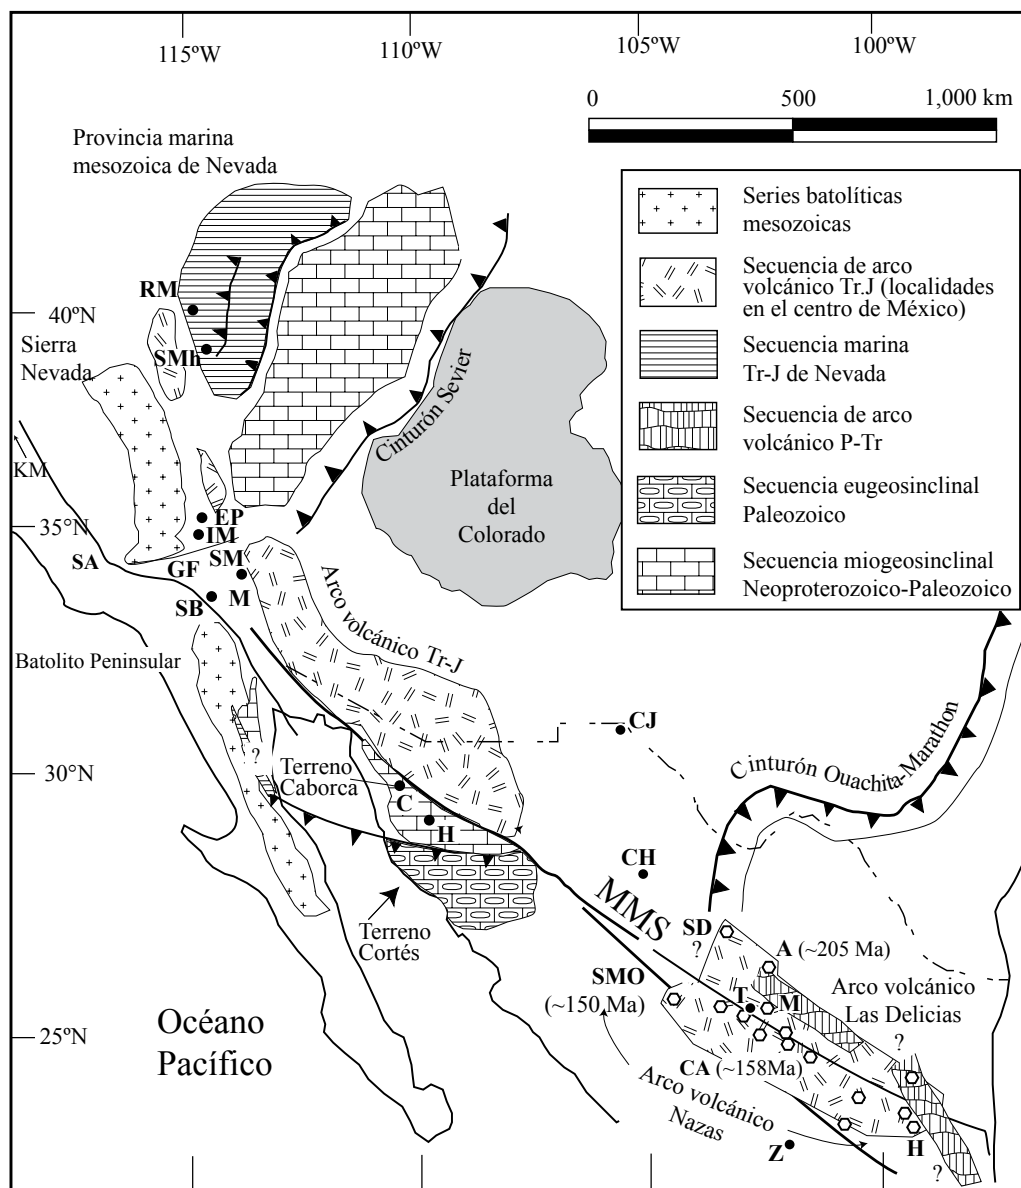 115ºW
110ºW
105ºW
100ºW
0
500
1,000 km
Provincia marina
mesozoica de Nevada
Series batolíticas
mesozoicas
Secuencia de arco
volcánico Tr.J (localidades
en el centro de México)
Secuencia marina
Tr-J de Nevada
Secuencia de arco
volcánico P-Tr
Secuencia eugeosinclinal
Paleozoico
Secuencia miogeosinclinal
Neoproterozoico-Paleozoico
RM
40ºN
Sierra
Nevada
SMh
Cinturón Sevier
KM
Plataforma
del
Colorado
35°N
EP
IM
SA
GF
SM
SB
M
Arco volcánico Tr-J
Batolito Peninsular
?
CJ
30°N
Terreno
Caborca
C
H
Cinturón Ouachita-Marathon
CH
MMS
Terreno
Cortés
SD
?
A (~205 Ma)
SMO
(~150 Ma)
T
M
Arco volcánico
Las Delicias
Océano
Pacífico
25°N
?
CA (~158Ma)
Arco volcánico
Nazas
Z
H
?